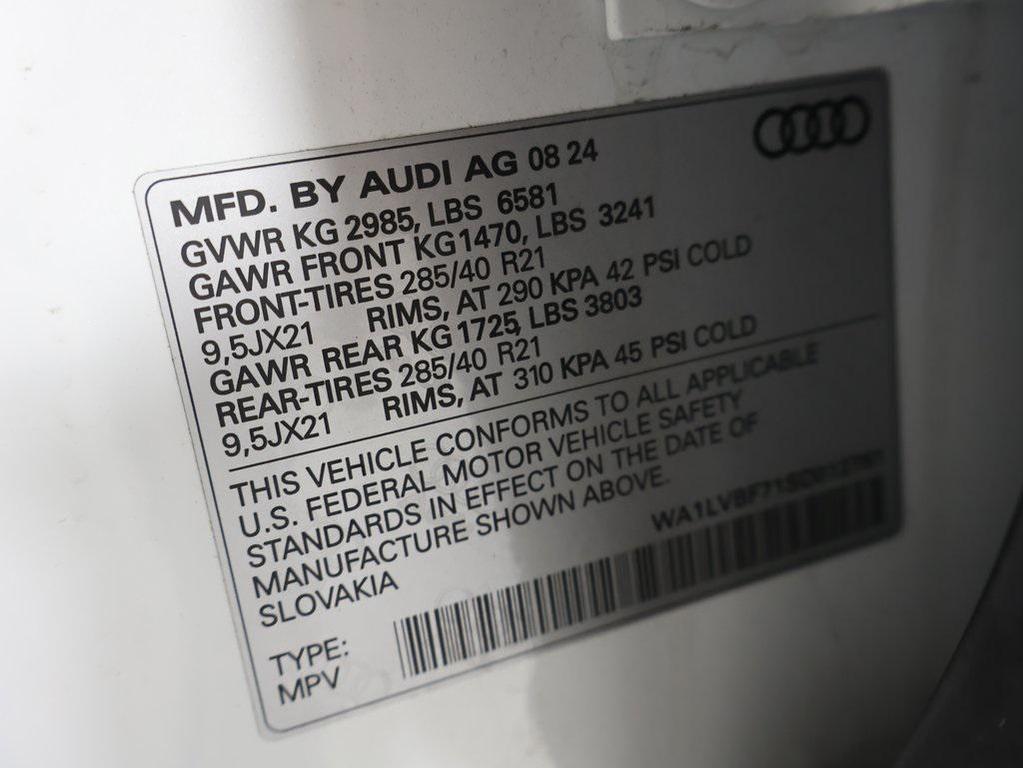 MFD. BY AUDI AG 08 24
GVWR KG 2985, LBS 6581
GAWR FRONT KG 1470, LBS 3241
FRONT-TIRES 285/40 R21
9,5JX21 RIMS, AT 290 KPA 42 PSI COLD
GAWR REAR KG 1725, LBS 3803
REAR-TIRES 285/40 R21
9,5JX21 RIMS, AT 310 KPA 45 PSI COLD
THIS VEHICLE CONFORMS TO ALL APPLICABLE
U.S. FEDERAL MOTOR VEHICLE SAFETY
STANDARDS IN EFFECT ON THE DATE OF
MANUFACTURE SHOWN ABOVE.
SLOVAKIA
TYPE:
MPV